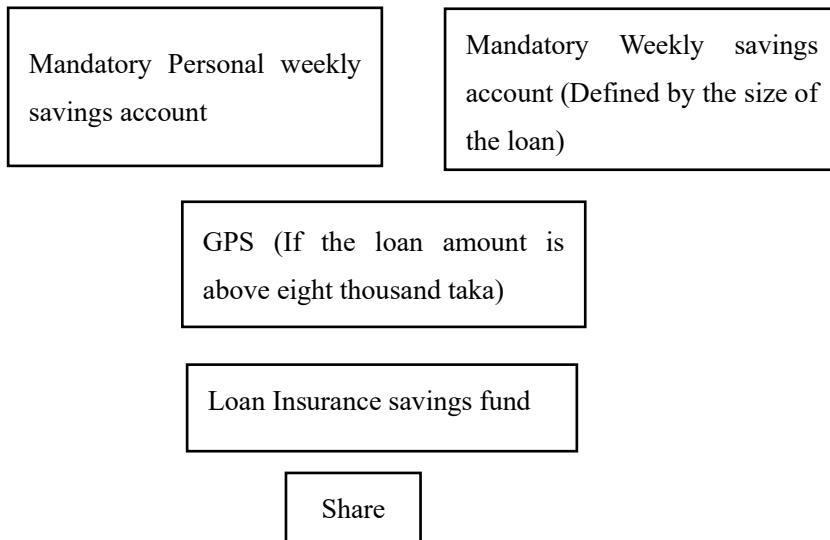 Mandatory Personal weekly
savings account
Mandatory Weekly savings
account (Defined by the size of
the loan)
GPS (If the loan amount is
above eight thousand taka)
Loan Insurance savings fund
Share